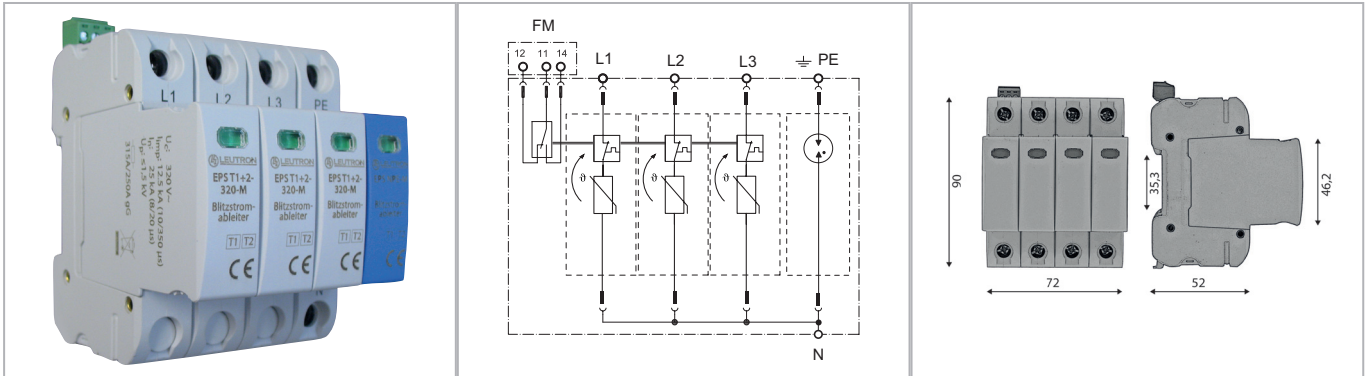 L1
L2
L3
PE
LEUTRON
EPS T1+2-
320-M
Blitzstrom-
ableiter
T1 T2
CE
LEUTRON
EPS T1+2-
320-M
Blitzstrom-
ableiter
T1 T2
CE
LEUTRON
EPS T1+2-
320-M
Blitzstrom-
ableiter
T1 T2
CE
CE
Uc: 320 V~
Iimp: 12.5 kA (10/350 µs)
In: 25 kA (8/20 µs)
Up: ≤1.5 kV
315A/250A gG
N
FM
12
11
14
L1
L2
L3
PE
ϑ
ϑ
ϑ
N
90
72
35,3
46,2
52